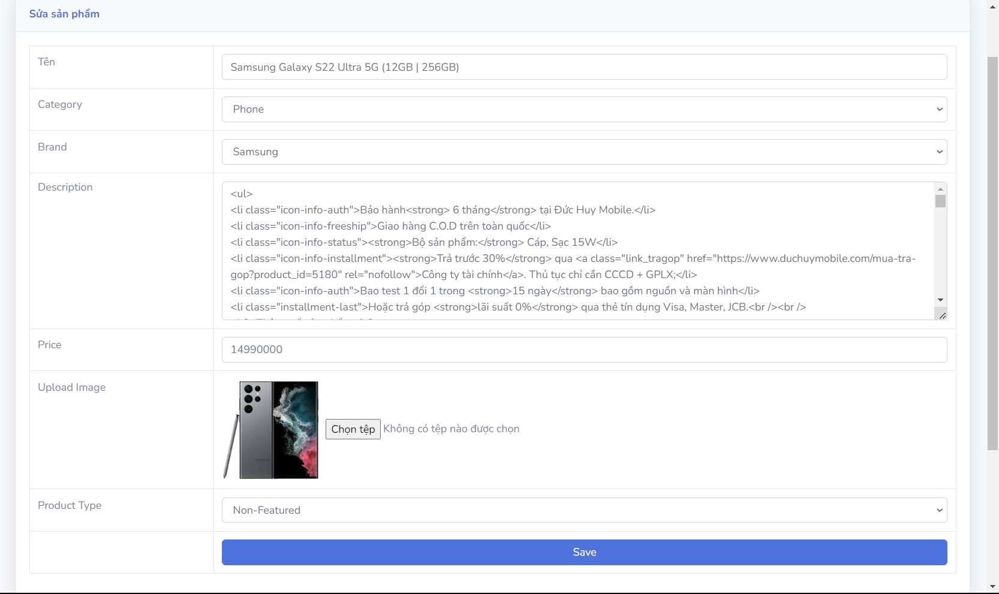 Sửa sản phẩm
Tên
Samsung Galaxy S22 Ultra 5G (12GB | 256GB)
Category
Phone
Brand
Samsung
Description
<ul>
<li class="icon-info-auth">Bảo hành<strong> 6 tháng</strong> tại Đức Huy Mobile.</li>
<li class="icon-info-freeship">Giao hàng C.O.D trên toàn quốc</li>
<li class="icon-info-status"><strong>Bộ sản phẩm:</strong> Cáp, Sạc 15W</li>
<li class="icon-info-installment"><strong>Trả trước 30%</strong> qua <a class="link_tragop" href="https://www.duchuymobile.com/mua-tra-
gop?product_id=5180" rel="nofollow">Công ty tài chính</a>. Thủ tục chỉ cần CCCD + GPLX;</li>
<li class="icon-info-auth">Bao test 1 đổi 1 trong <strong>15 ngày</strong> bao gồm nguồn và màn hình</li>
<li class="installment-last">Hoặc trả góp <strong>lãi suất 0%</strong> qua thẻ tín dụng Visa, Master, JCB.<br /><br />
Price
14990000
Upload Image
Chọn tệp Không có tệp nào được chọn
Product Type
Non-Featured
Save